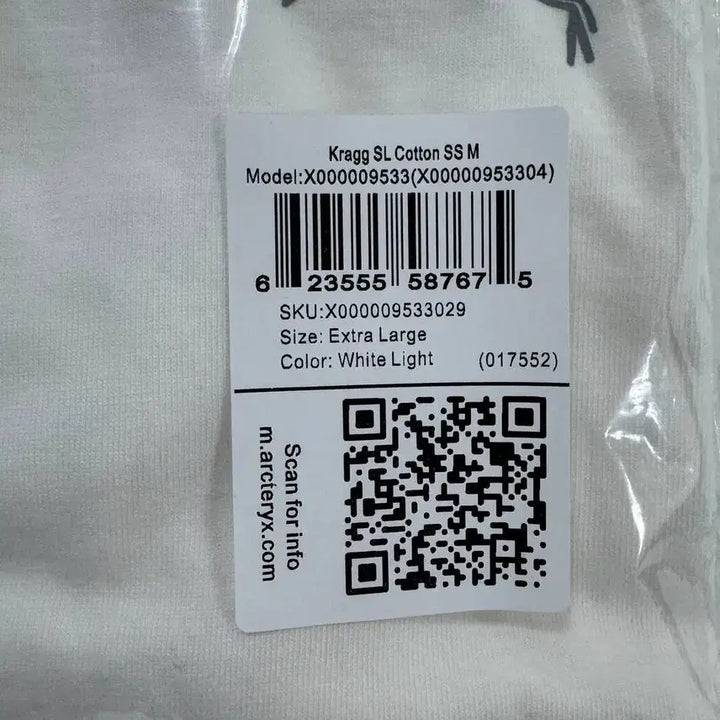 Kragg SL Cotton SS M
Model:X000009533(X00000953304)
6 23555 58767 5
SKU:X000009533029
Size: Extra Large
Color: White Light (017552)
Scan for info
m.arcteryx.com